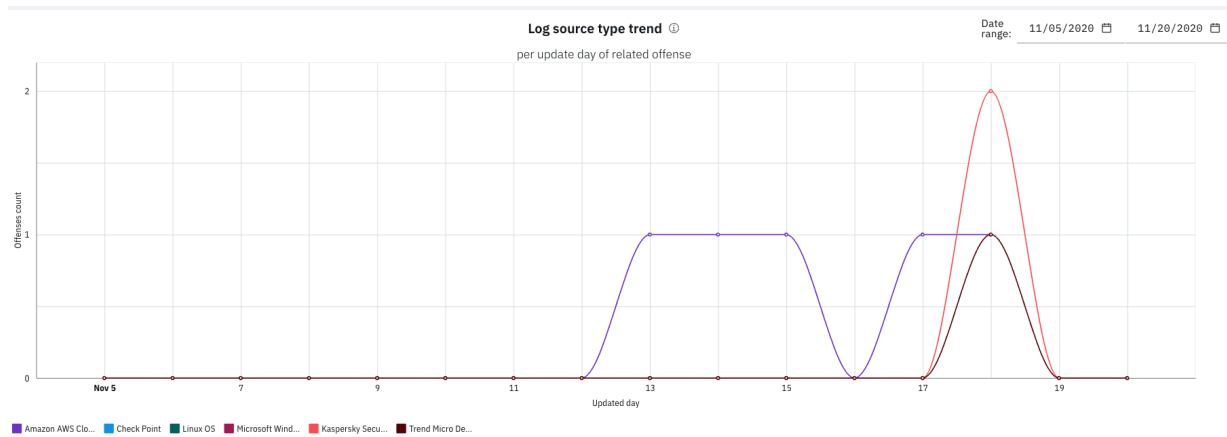 Log source type trend
Date range: 11/05/2020 11/20/2020
per update day of related offense
2
1
0
Offenses count
Nov 5 7 9 11 13 15 17 19
Updated day
Amazon AWS Clo... Check Point Linux OS Microsoft Wind... Kaspersky Secu... Trend Micro De...